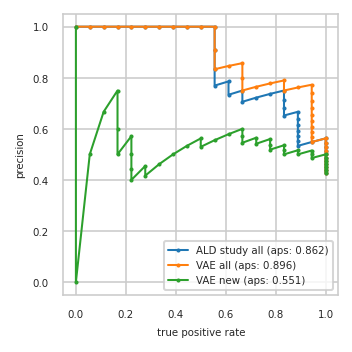 1.0
0.8
0.6
0.4
0.2
0.0
precision
ALD study all (aps: 0.862)
VAE all (aps: 0.896)
VAE new (aps: 0.551)
0.0 0.2 0.4 0.6 0.8 1.0
true positive rate